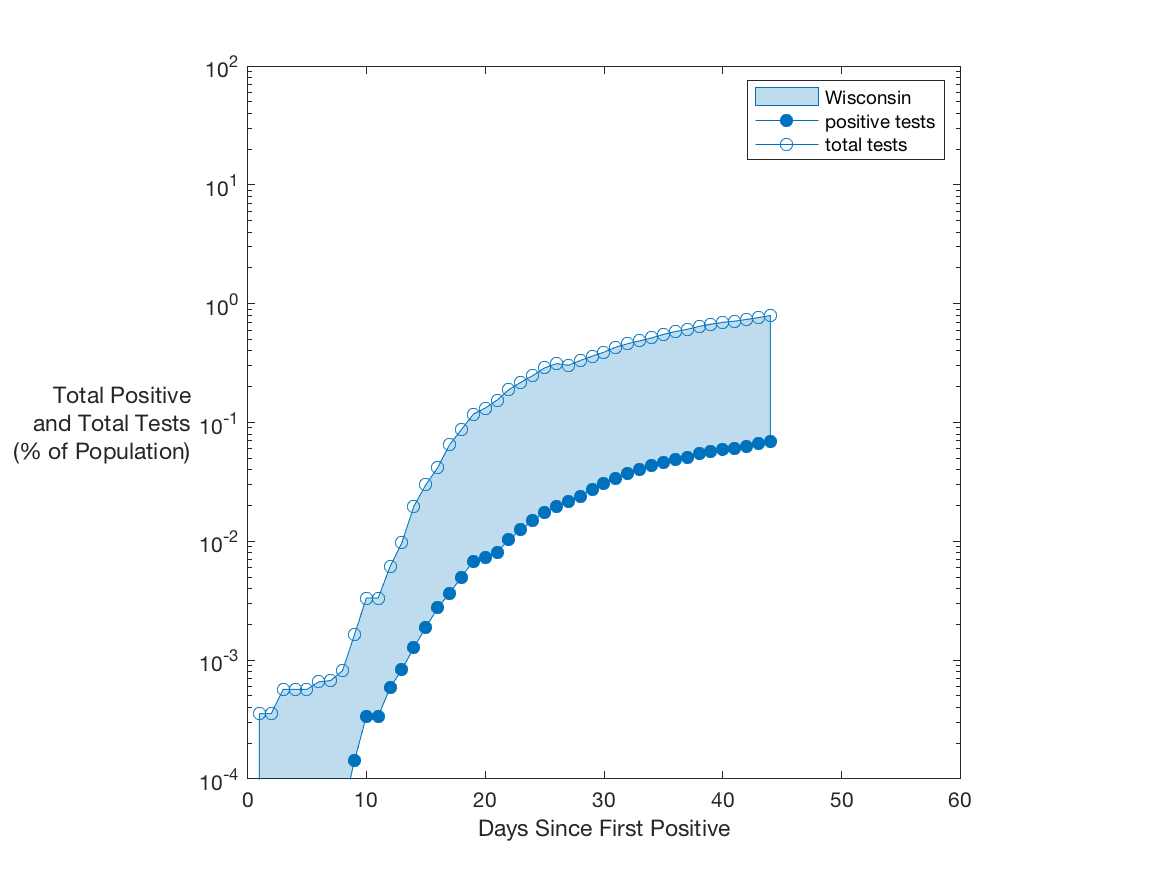 10^2
10^1
10^0
10^-1
10^-2
10^-3
10^-4
Total Positive
and Total Tests
(% of Population)
Wisconsin
positive tests
total tests
0 10 20 30 40 50 60
Days Since First Positive